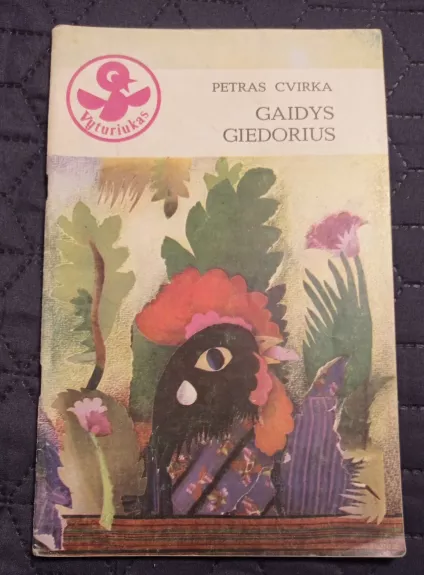 Vyturiukas
PETRAS CVIRKA
GAIDYS
GIEDORIUS